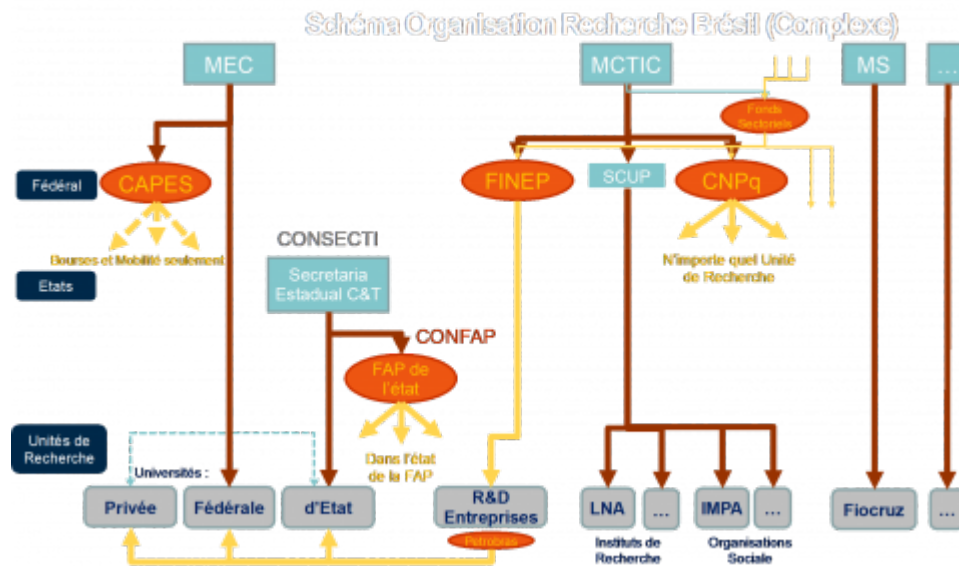 Schéma Organisation Recherche Brésil (Complexe)
MEC
MCTIC
MS
...
Fonds
Sectoriels
Fédéral
CAPES
FINEP
SCUP
CNPq
Bourses et Mobilité seulement
CONSECTI
N'importe quel Unité
de Recherche
Etats
Secretaria
Estadual C&T
CONFAP
FAP de
l'état
Unités de
Recherche
Dans l'état
de la FAP
Universités :
Privée
Fédérale
d'Etat
R&D
Entreprises
Petrobras
LNA
...
IMPA
...
Fiocruz
...
Instituts de
Recherche
Organisations
Sociale